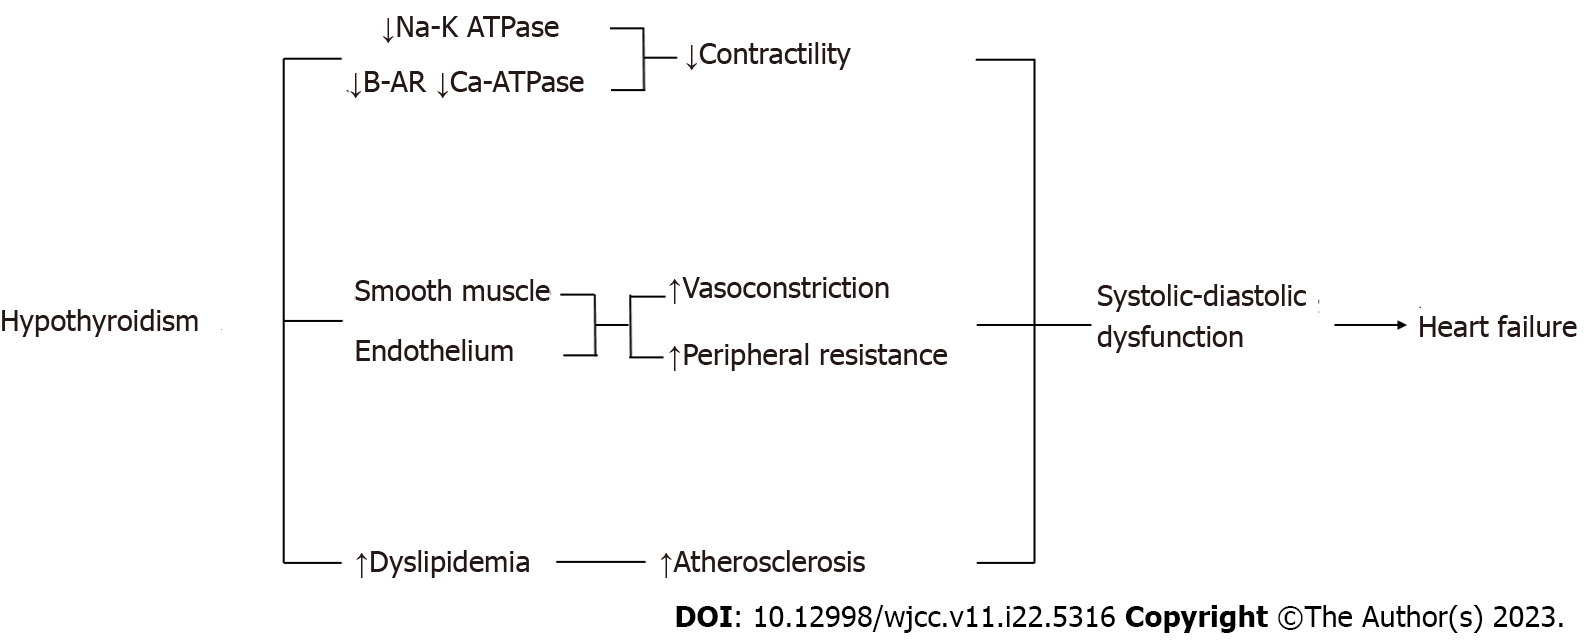 ↓Na-K ATPase
↓B-AR ↓Ca-ATPase
↓Contractility
Hypothyroidism
Smooth muscle
Endothelium
↑Vasoconstriction
↑Peripheral resistance
Systolic-diastolic
dysfunction
Heart failure
↑Dyslipidemia
↑Atherosclerosis
DOI: 10.12998/wjcc.v11.i22.5316 Copyright ©The Author(s) 2023.